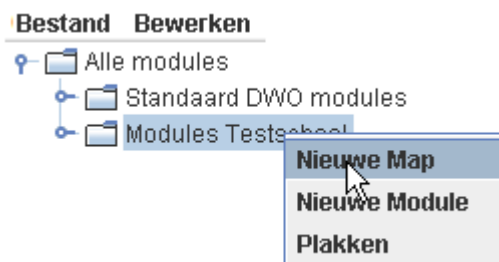 Bestand Bewerken
Alle modules
Standaard DWO modules
Modules Testschool
Nieuwe Map
Nieuwe Module
Plakken